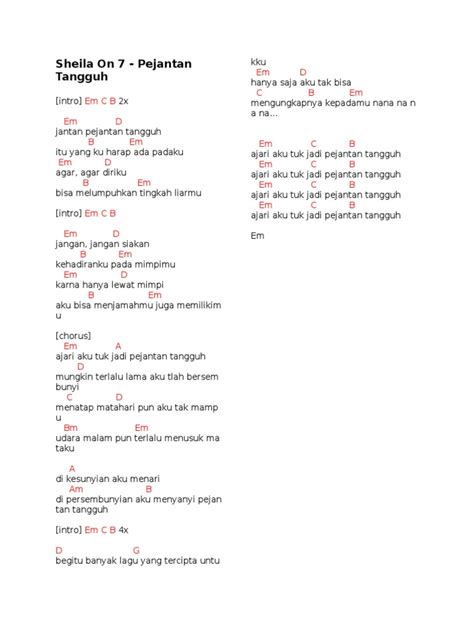 Sheila On 7 - Pejantan
Tangguh
[intro] Em C B 2x
Em D
jantan pejantan tangguh
B Em
itu yang ku harap ada padaku
Em D
agar, agar diriku
B Em
bisa melumpuhkan tingkah liarmu
[intro] Em C B
Em D
jangan, jangan siakan
B Em
kehadiranku pada mimpimu
Em D
karna hanya lewat mimpi
B Em
aku bisa menjamahmu juga memilikim
u
[chorus]
Em A
ajari aku tuk jadi pejantan tangguh
D
mungkin terlalu lama aku tlah bersem
bunyi
C D
menatap matahari pun aku tak mamp
u
Bm Em
udara malam pun terlalu menusuk ma
taku
A
di kesunyian aku menari
Am B
di persembunyian aku menyanyi pejan
tan tangguh
[intro] Em C B 4x
D G
begitu banyak lagu yang tercipta untu
kku
Em D
hanya saja aku tak bisa
C B Em
mengungkapnya kepadamu nana na n
a na...
Em C B
ajari aku tuk jadi pejantan tangguh
Em C B
ajari aku tuk jadi pejantan tangguh
Em C B
ajari aku tuk jadi pejantan tangguh
Em C B
ajari aku tuk jadi pejantan tangguh
Em